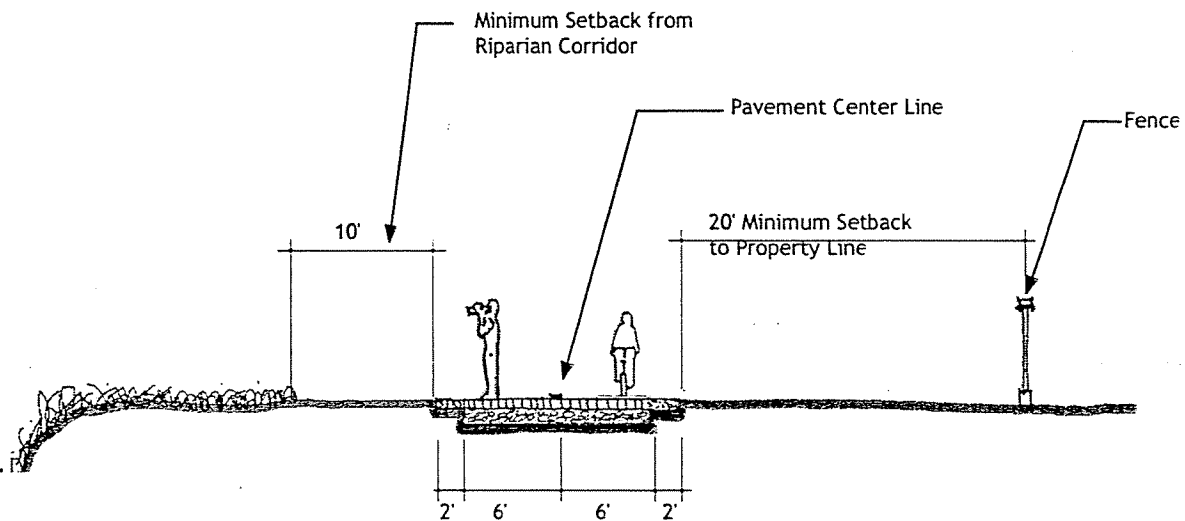 Minimum Setback from
Riparian Corridor
Pavement Center Line
Fence
10'
20' Minimum Setback
to Property Line
2' 6' 6' 2'